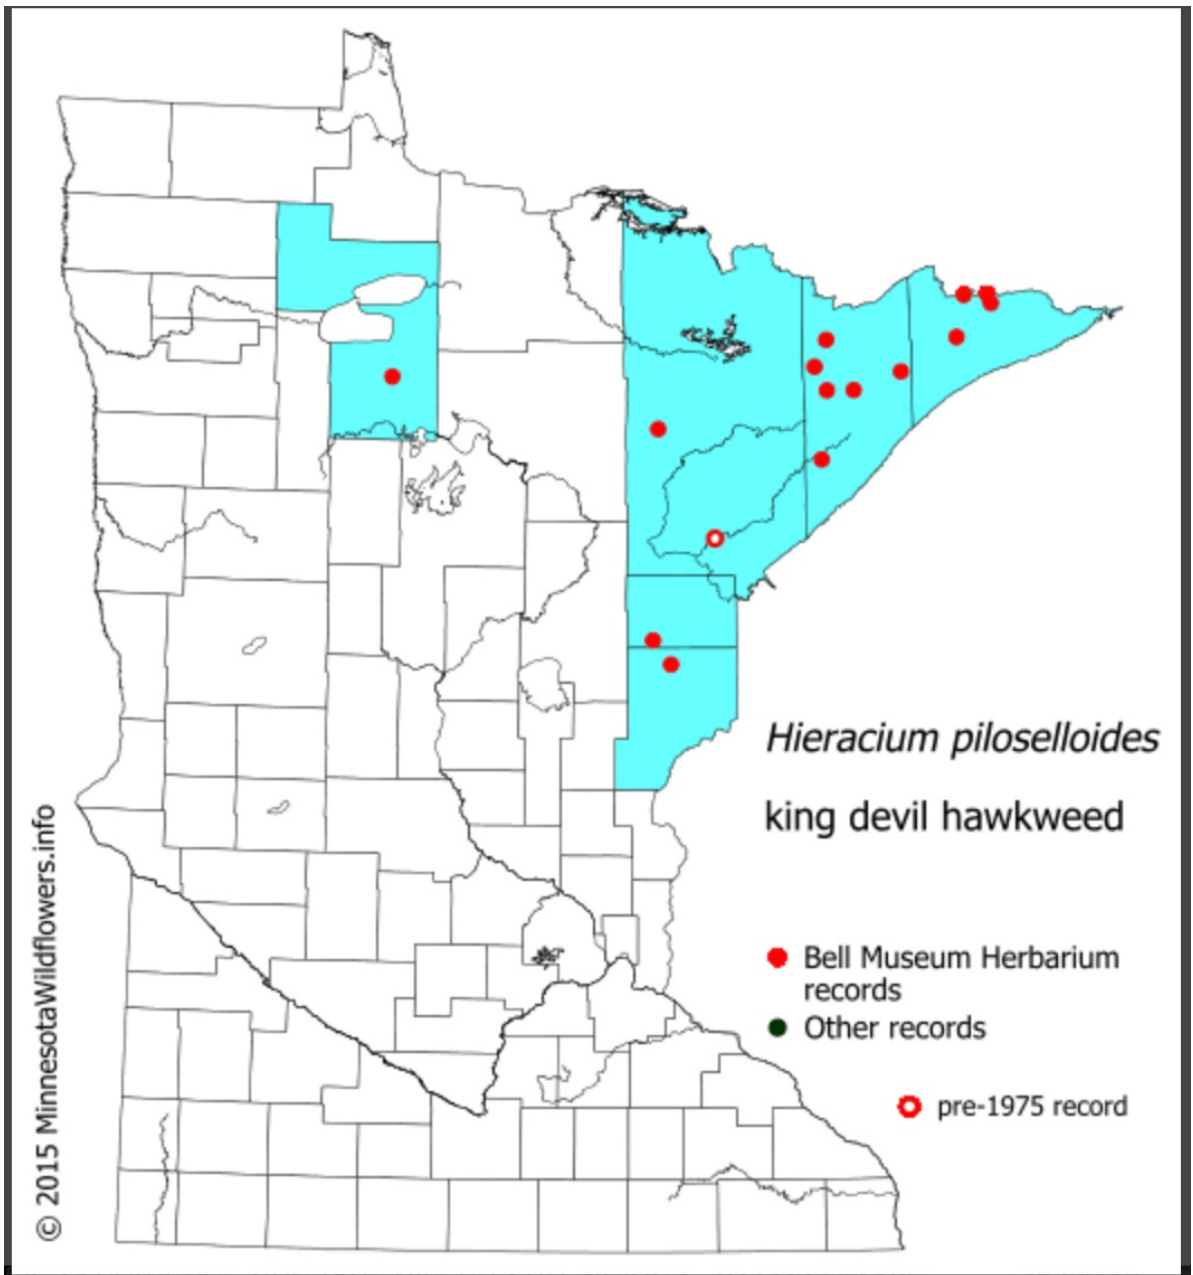 Hieracium piloselloides
king devil hawkweed
Bell Museum Herbarium
records
Other records
pre-1975 record
© 2015 MinnesotaWildflowers.info